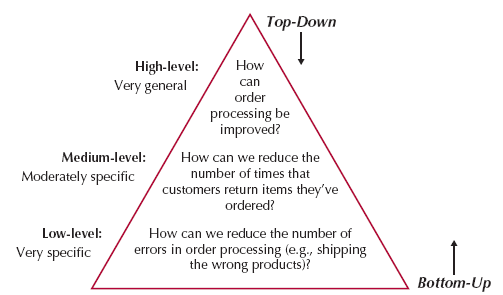 Top-Down
High-level:
Very general
How
can
order
processing be
improved?
Medium-level:
Moderately specific
How can we reduce the
number of times that
customers return items they've
ordered?
Low-level:
Very specific
How can we reduce the number of
errors in order processing (e.g., shipping
the wrong products)?
Bottom-Up